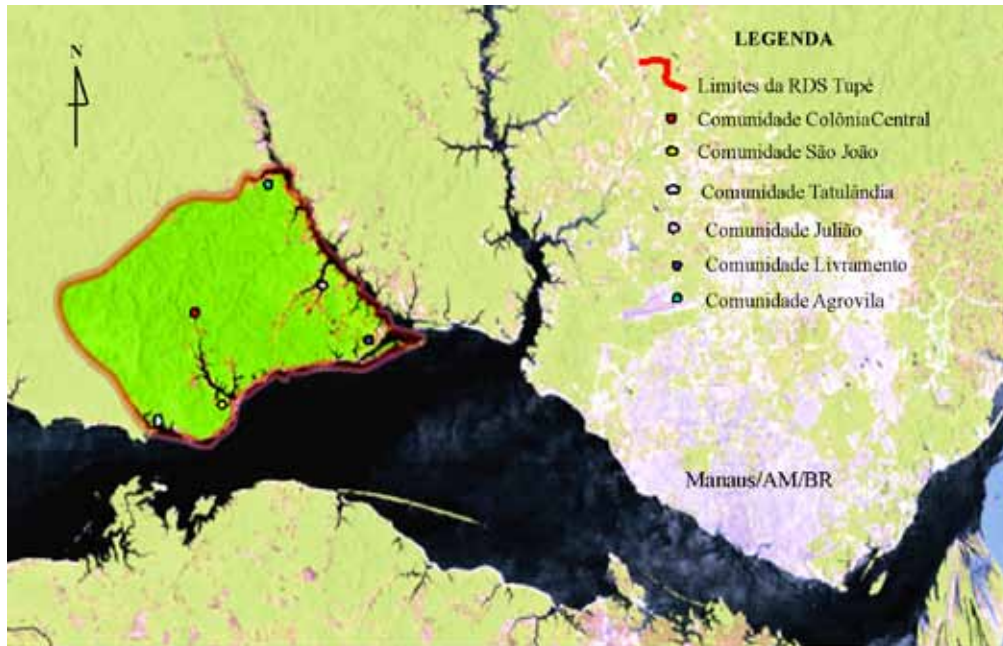 N
LEGENDA
Limites da RDS Tupé
Comunidade ColôniaCentral
Comunidade São João
Comunidade Tatulândia
Comunidade Julião
Comunidade Livramento
Comunidade Agrovila
Manaus/AM/BR